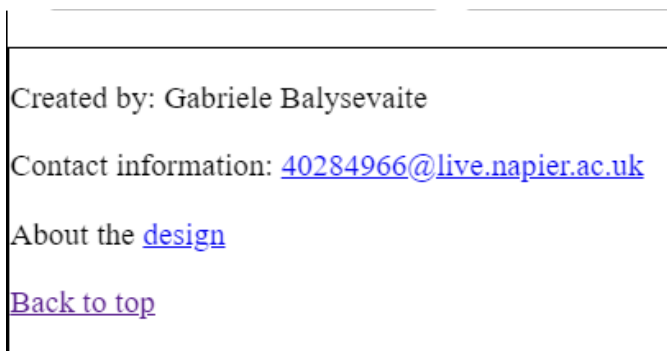 Created by: Gabriele Balysevaite
Contact information: 40284966@live.napier.ac.uk
About the design
Back to top